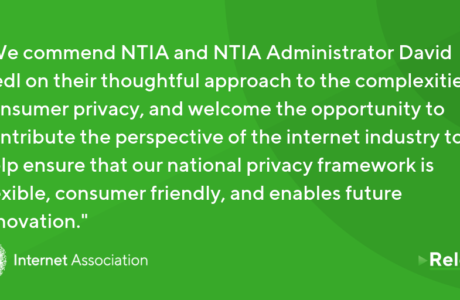 We commend NTIA and NTIA Administrator David
edl on their thoughtful approach to the complexitie
onsumer privacy, and welcome the opportunity to
ontribute the perspective of the internet industry to
elp ensure that our national privacy framework is
exible, consumer friendly, and enables future
novation."
Internet Association
Rele